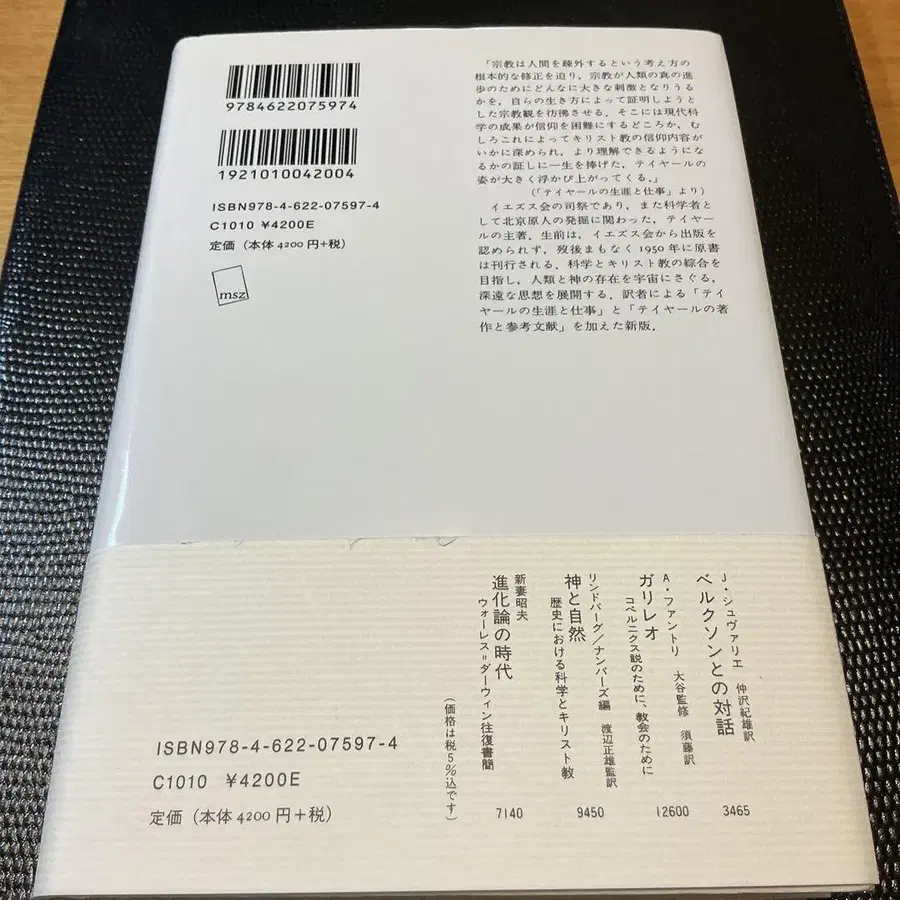 9784622075974
1921010042004
ISBN978-4-622-07597-4
C1010 ¥4200E
定価（本体 4200 円+税）
msz
「宗教は人間を疎外するという考え方の
根本的な修正を迫り，宗教が人類の真の進
歩のためにどんなに大きな刺激となりうる
かを，自らの生き方によって証明しようと
した宗教観を彷彿させる．そこには現代科
学の成果が信仰を困難にするどころか，む
しろこれによってキリスト教の信仰内容が
いかに深められ，より理解できるようにな
るかの証しに一生を捧げた，テイヤールの
姿が大きく浮かび上がってくる．」
（「テイヤールの生涯と仕事」より）
イエズス会の司祭であり，また科学者と
して北京原人の発掘に関わった，テイヤー
ルの主著．生前は，イエズス会から出版を
認められず，歿後まもなく1950年に原書
は刊行される．科学とキリスト教の綜合を
目指し，人類と神の存在を宇宙にさぐる，
深遠な思想を展開する．訳者による「テイ
ヤールの生涯と仕事」と「テイヤールの著
作と参考文献」を加えた新版．
J・シュヴァリエ 仲沢紀雄訳
ベルクソンとの対話
3465
A・ファントリ 大谷監修 須藤訳
ガリレオ
コペルニクス説のために、教会のために
12600
リンドバーグ／ナンバーズ編 渡辺正雄監訳
神と自然
歴史における科学とキリスト教
9450
新妻昭夫
進化論の時代
ウォーレス＝ダーウィン往復書簡
7140
（価格は税5％込です）
ISBN978-4-622-07597-4
C1010 ¥4200E
定価（本体 4200 円+税）